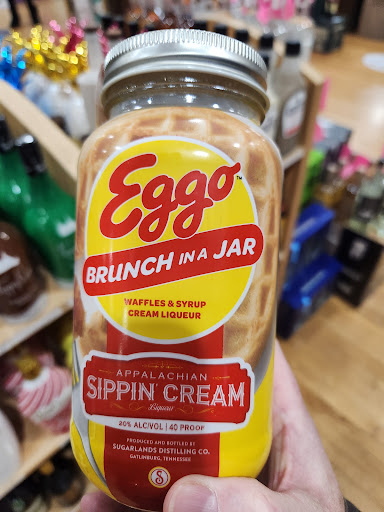 Eggo™
BRUNCH IN A JAR
WAFFLES & SYRUP
CREAM LIQUEUR
APPALACHIAN
SIPPIN' CREAM
Liqueur
20% ALC/VOL | 40 PROOF
PRODUCED AND BOTTLED BY
SUGARLANDS DISTILLING CO.
GATLINBURG, TENNESSEE
S